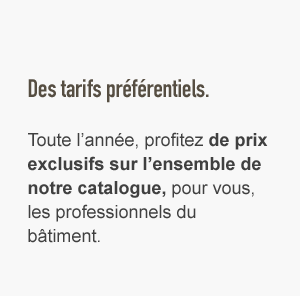 Des tarifs préférentiels.
Toute l’année, profitez de prix
exclusifs sur l’ensemble de
notre catalogue, pour vous,
les professionnels du
bâtiment.